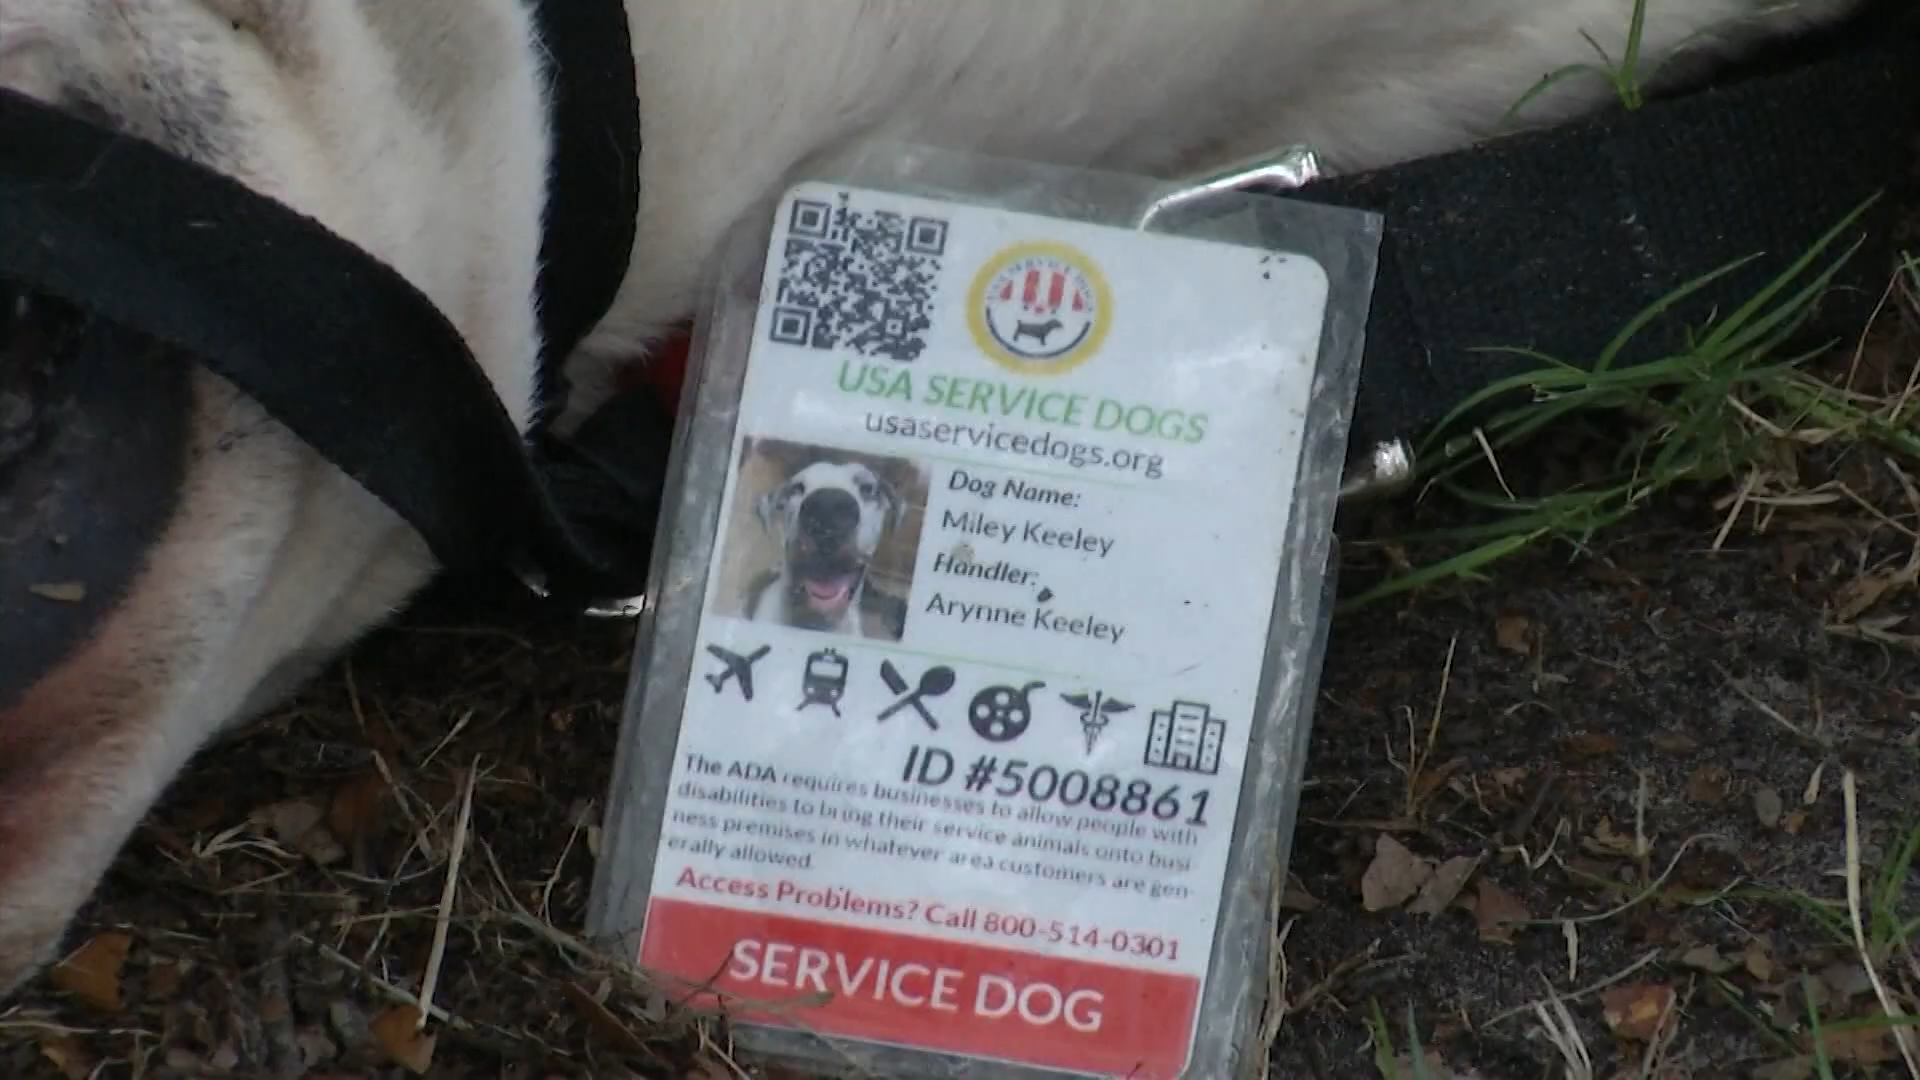 USA SERVICE DOGS
usaservicedogs.org
Dog Name:
Miley Keeley
Handler:
Arynne Keeley
ID #5008861
The ADA requires businesses to allow people with
disabilities to bring their service animals onto busi
ness premises in whatever area customers are gen-
erally allowed.
Access Problems? Call 800-514-0301
SERVICE DOG